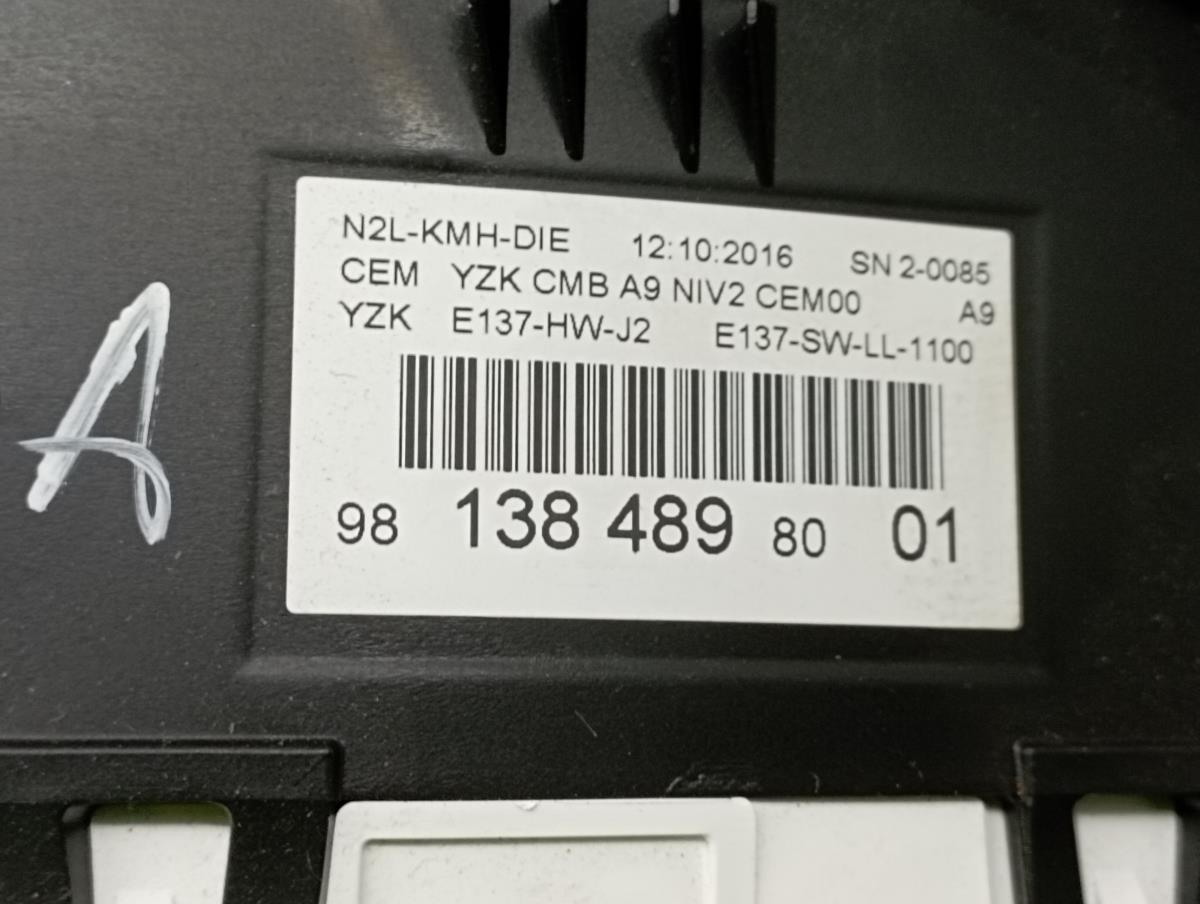 N2L-KMH-DIE 12:10:2016 SN 2-0085
CEM YZK CMB A9 NIV2 CEM00 A9
YZK E137-HW-J2 E137-SW-LL-1100
98 138 489 80 01
A